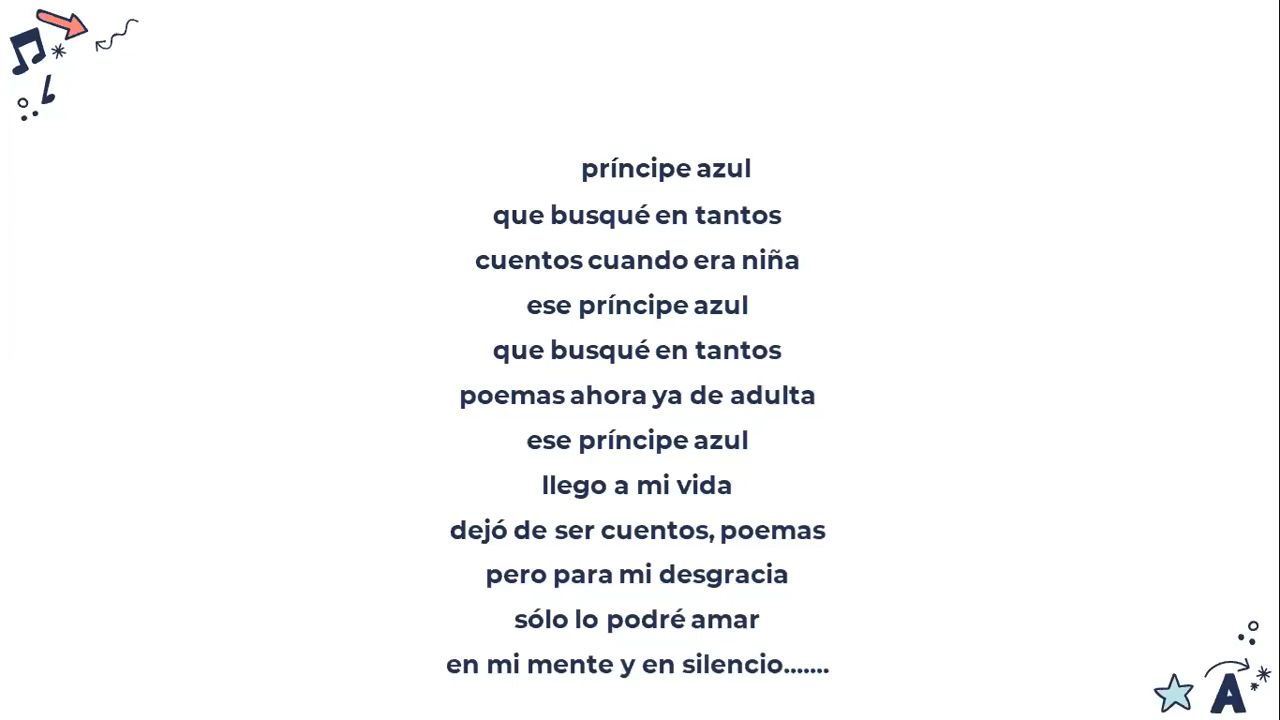 príncipe azul
que busqué en tantos
cuentos cuando era niña
ese príncipe azul
que busqué en tantos
poemas ahora ya de adulta
ese príncipe azul
llego a mi vida
dejó de ser cuentos, poemas
pero para mi desgracia
sólo lo podré amar
en mi mente y en silencio.......
A